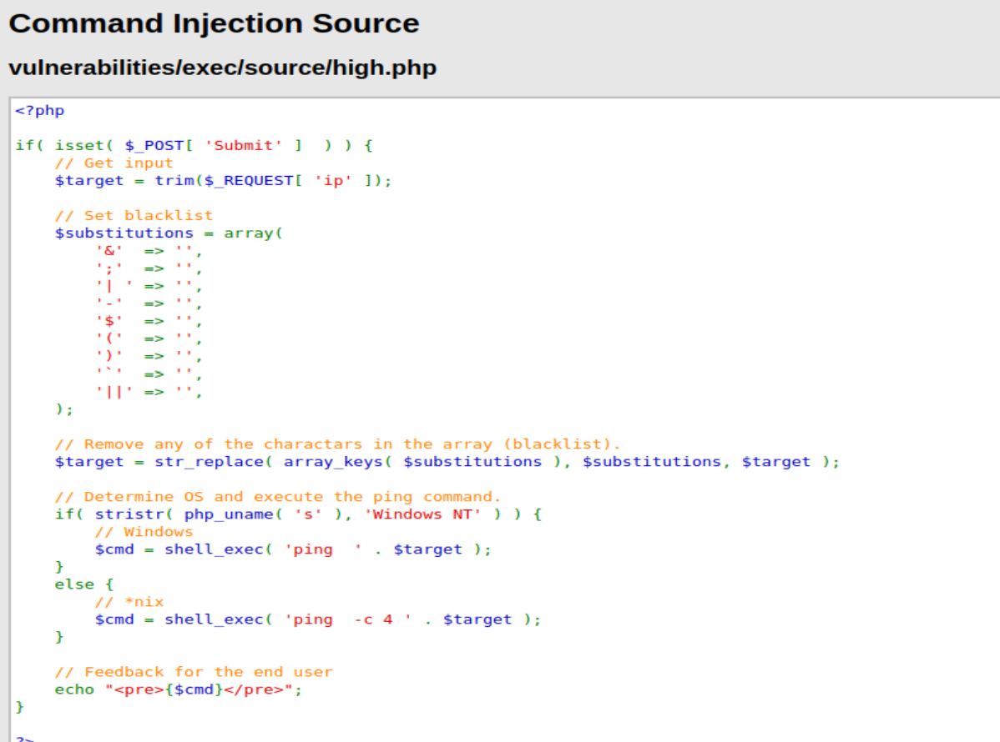 Command Injection Source
vulnerabilities/exec/source/high.php
<?php
if( isset( $_POST[ 'Submit' ]  ) ) {
    // Get input
    $target = trim($_REQUEST[ 'ip' ]);
    // Set blacklist
    $substitutions = array(
        '&'  => '',
        ';'  => '',
        '| ' => '',
        '-'  => '',
        '$'  => '',
        '('  => '',
        ')'  => '',
        '`'  => '',
        '||' => '',
    );
    // Remove any of the charactars in the array (blacklist).
    $target = str_replace( array_keys( $substitutions ), $substitutions, $target );
    // Determine OS and execute the ping command.
    if( stristr( php_uname( 's' ), 'Windows NT' ) ) {
        // Windows
        $cmd = shell_exec( 'ping  ' . $target );
    }
    else {
        // *nix
        $cmd = shell_exec( 'ping  -c 4 ' . $target );
    }
    // Feedback for the end user
    echo "<pre>{$cmd}</pre>";
}
?>